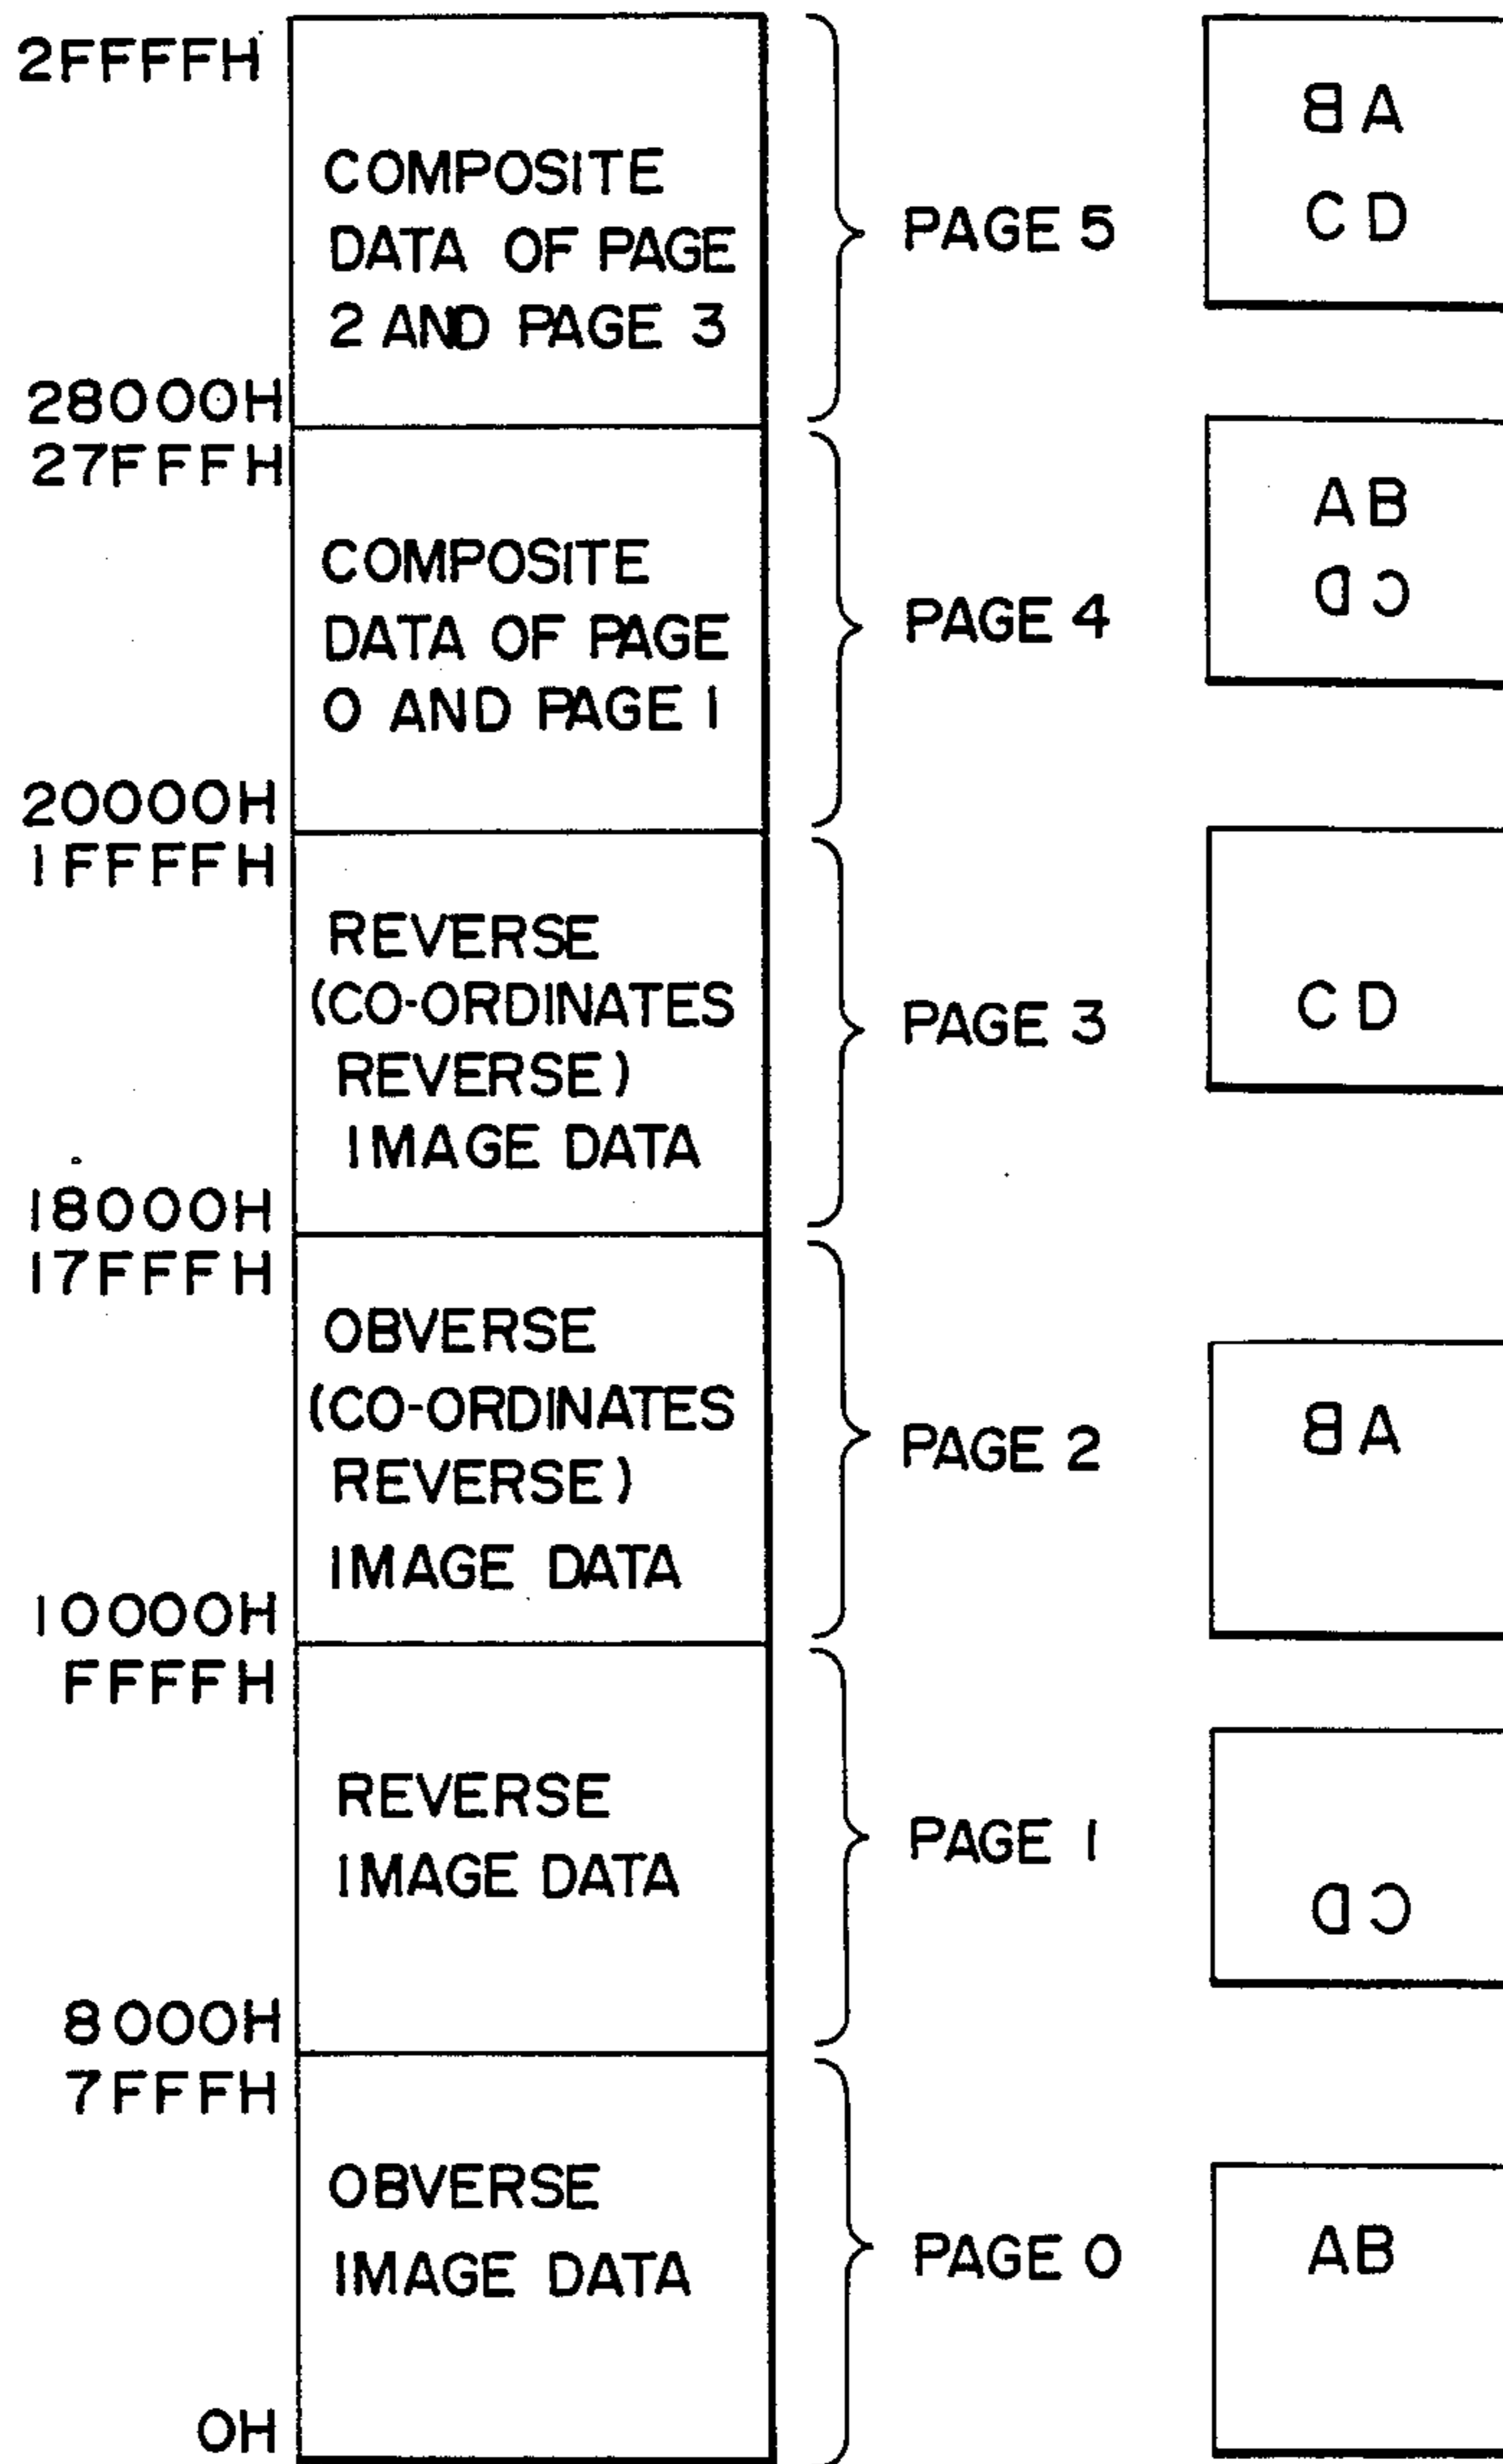 2FFFFH
COMPOSITE
DATA OF PAGE
2 AND PAGE 3
28000H
PAGE 5
BA
CD
27FFFH
COMPOSITE
DATA OF PAGE
0 AND PAGE 1
20000H
PAGE 4
AB
DC
1FFFFH
REVERSE
(CO-ORDINATES
REVERSE)
IMAGE DATA
18000H
PAGE 3
CD
17FFFH
OBVERSE
(CO-ORDINATES
REVERSE)
IMAGE DATA
10000H
PAGE 2
BA
FFFFH
REVERSE
IMAGE DATA
8000H
PAGE 1
DC
7FFFH
OBVERSE
IMAGE DATA
0H
PAGE 0
AB